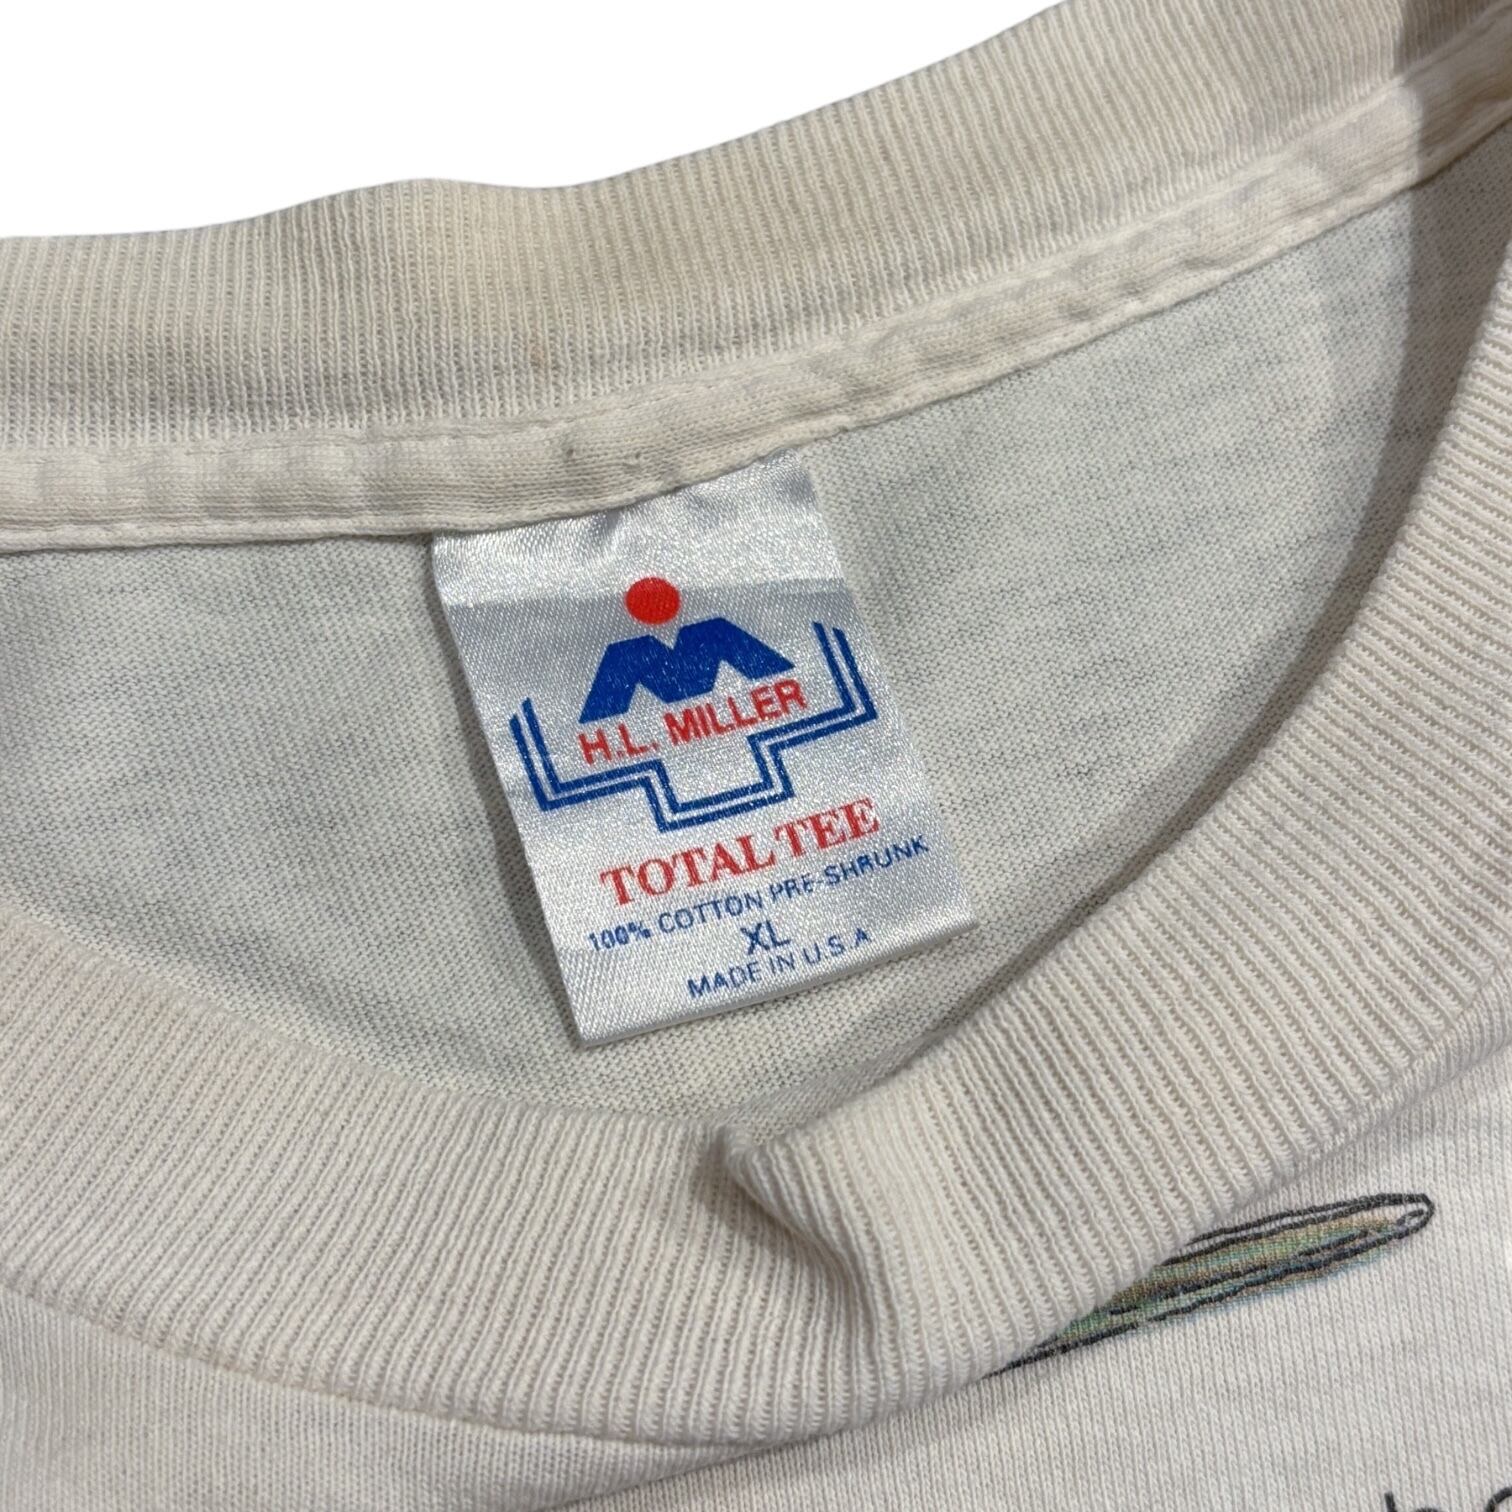 H.L. MILLER
TOTAL TEE
100% COTTON PRE-SHRUNK
XL
MADE IN U.S.A